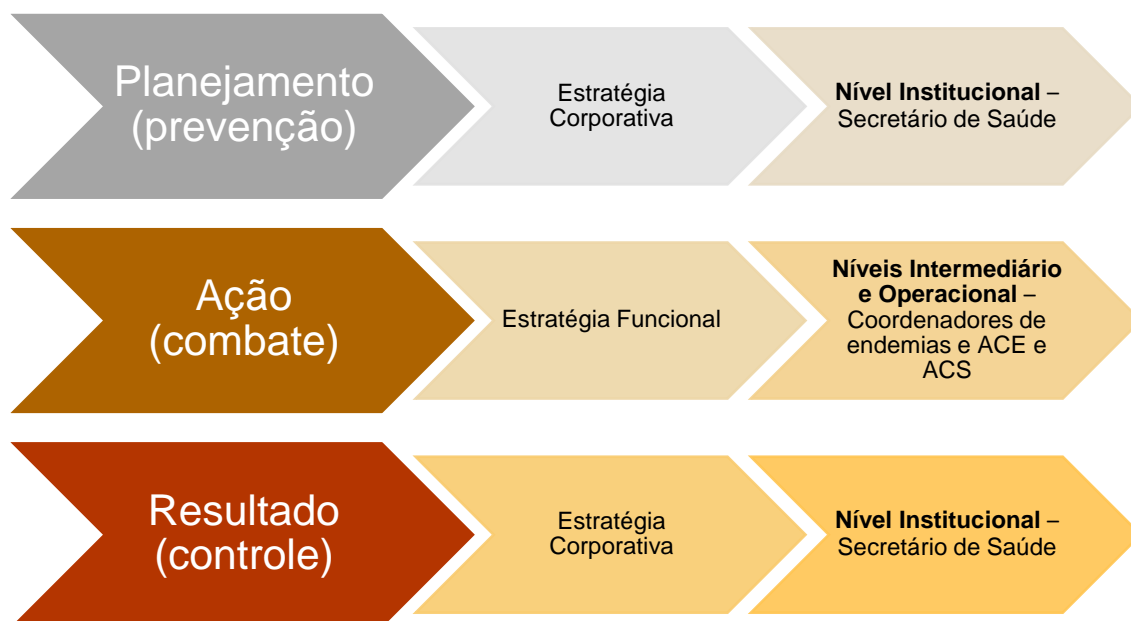 Planejamento
(prevenção)
Estratégia
Corporativa
Nível Institucional –
Secretário de Saúde
Ação
(combate)
Estratégia Funcional
Níveis Intermediário
e Operacional –
Coordenadores de
endemias e ACE e
ACS
Resultado
(controle)
Estratégia
Corporativa
Nível Institucional –
Secretário de Saúde